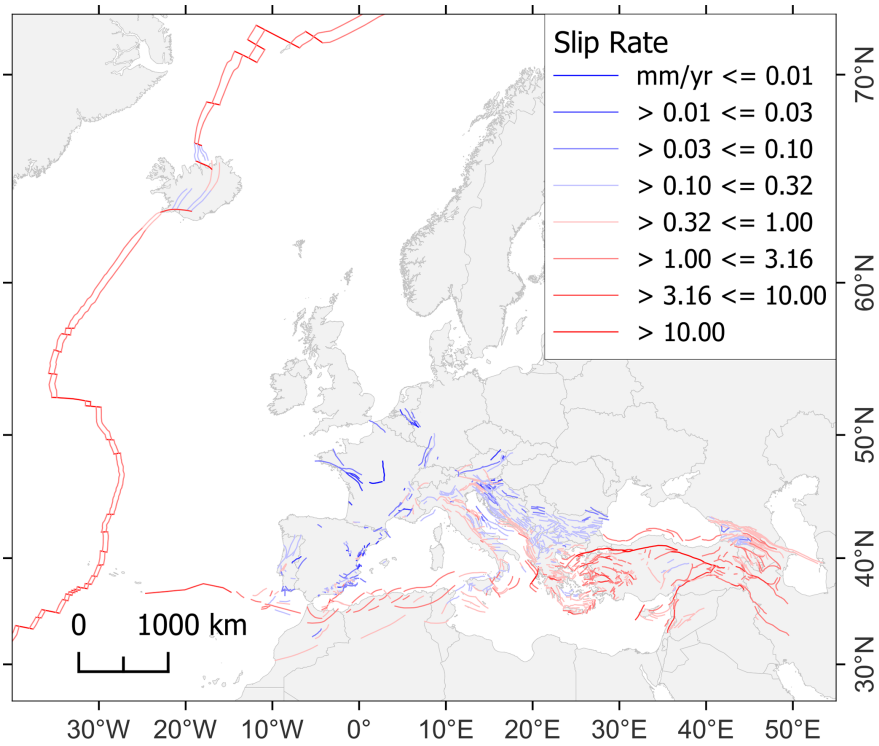 Slip Rate
mm/yr <= 0.01
> 0.01 <= 0.03
> 0.03 <= 0.10
> 0.10 <= 0.32
> 0.32 <= 1.00
> 1.00 <= 3.16
> 3.16 <= 10.00
> 10.00
70°N
60°N
50°N
40°N
30°N
0 1000 km
30°W 20°W 10°W 0° 10°E 20°E 30°E 40°E 50°E